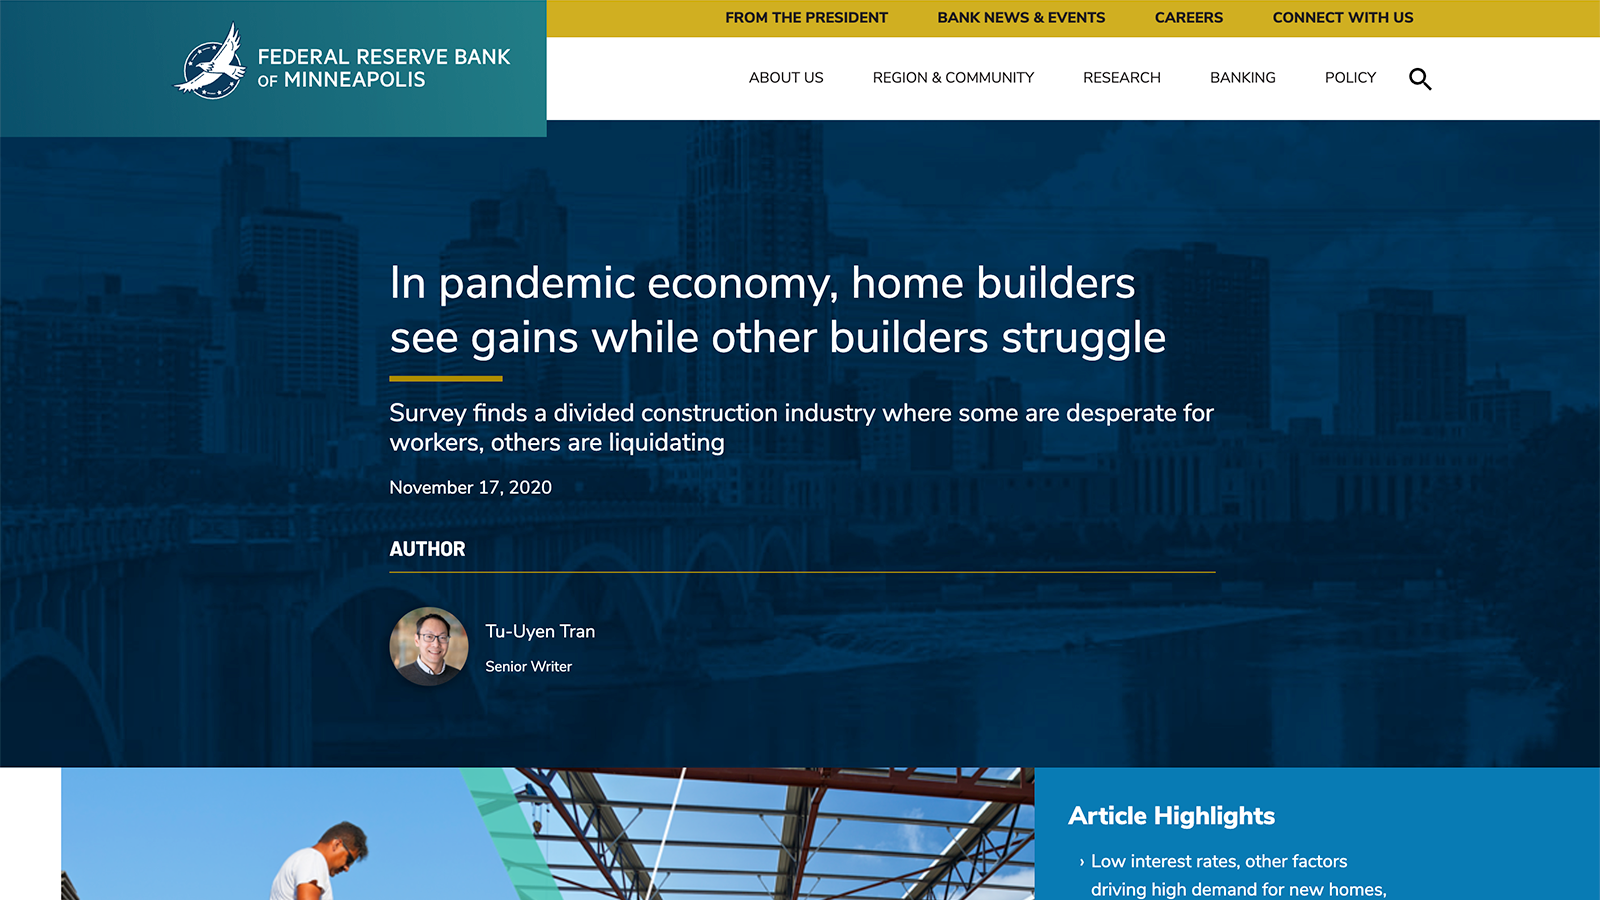 FROM THE PRESIDENT
BANK NEWS & EVENTS
CAREERS
CONNECT WITH US
FEDERAL RESERVE BANK
OF MINNEAPOLIS
ABOUT US
REGION & COMMUNITY
RESEARCH
BANKING
POLICY
In pandemic economy, home builders
see gains while other builders struggle
Survey finds a divided construction industry where some are desperate for
workers, others are liquidating
November 17, 2020
AUTHOR
Tu-Uyen Tran
Senior Writer
Article Highlights
› Low interest rates, other factors
driving high demand for new homes,